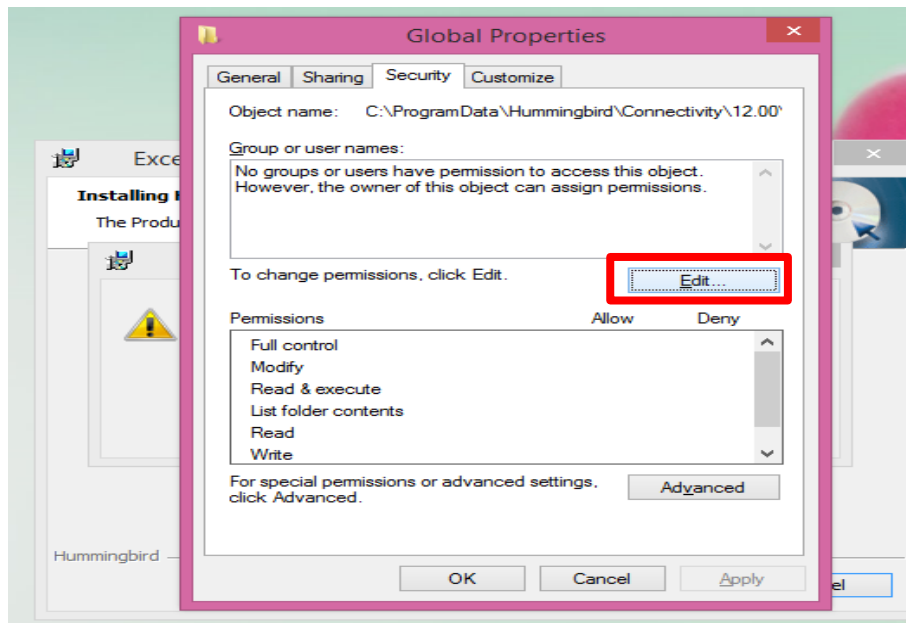 Global Properties
General Sharing Security Customize
Object name: C:\ProgramData\Hummingbird\Connectivity\12.00
Group or user names:
No groups or users have permission to access this object.
However, the owner of this object can assign permissions.
To change permissions, click Edit.
Edit...
Permissions Allow Deny
Full control
Modify
Read & execute
List folder contents
Read
Write
For special permissions or advanced settings,
click Advanced.
Advanced
OK Cancel Apply
Exce
Installing
The Produ
Hummingbird
el